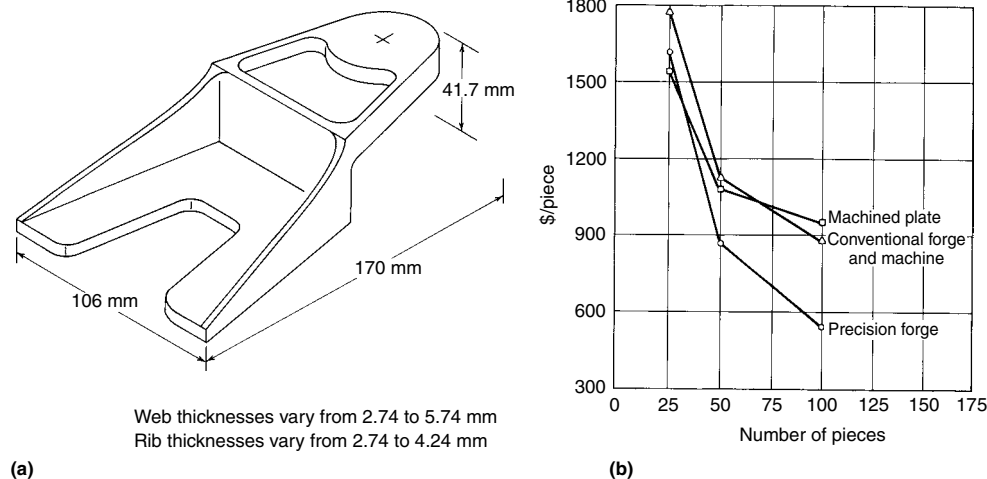 41.7 mm
170 mm
106 mm
Web thicknesses vary from 2.74 to 5.74 mm
Rib thicknesses vary from 2.74 to 4.24 mm
(a)
1800
1500
1200
900
600
300
$/piece
Machined plate
Conventional forge
and machine
Precision forge
0 25 50 75 100 125 150 175
Number of pieces
(b)